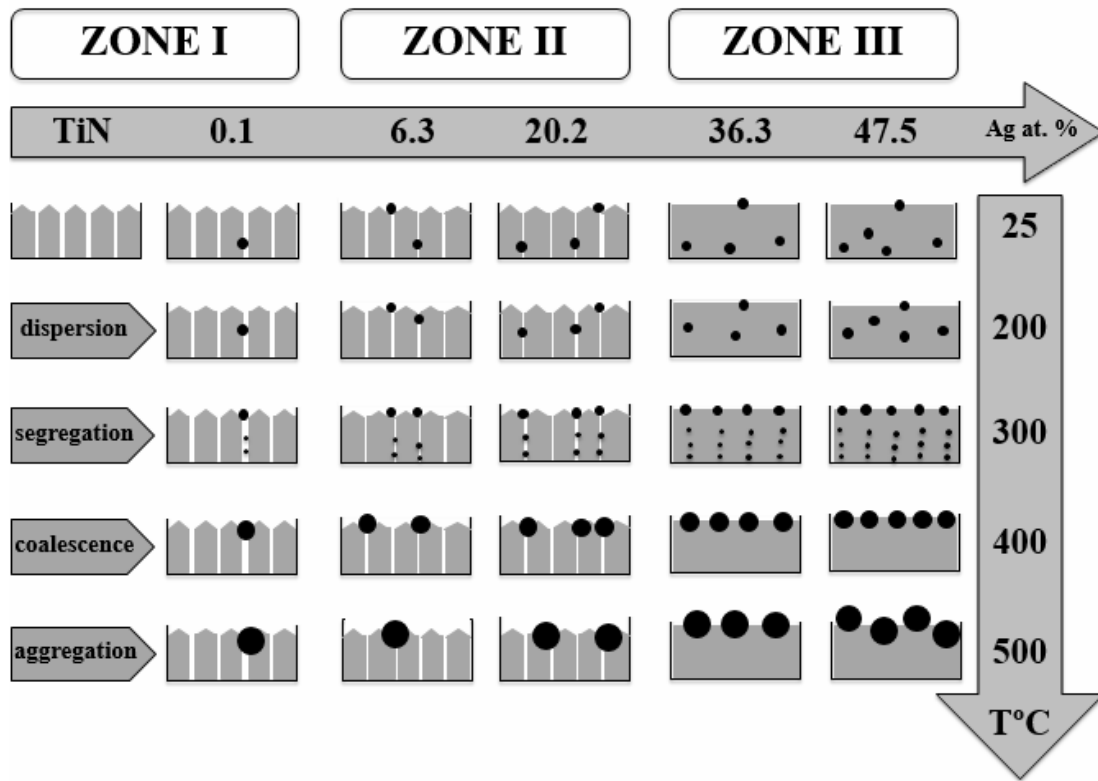 ZONE I
ZONE II
ZONE III
TiN 0.1 6.3 20.2 36.3 47.5 Ag at. %
25
dispersion
200
segregation
300
coalescence
400
aggregation
500
TºC